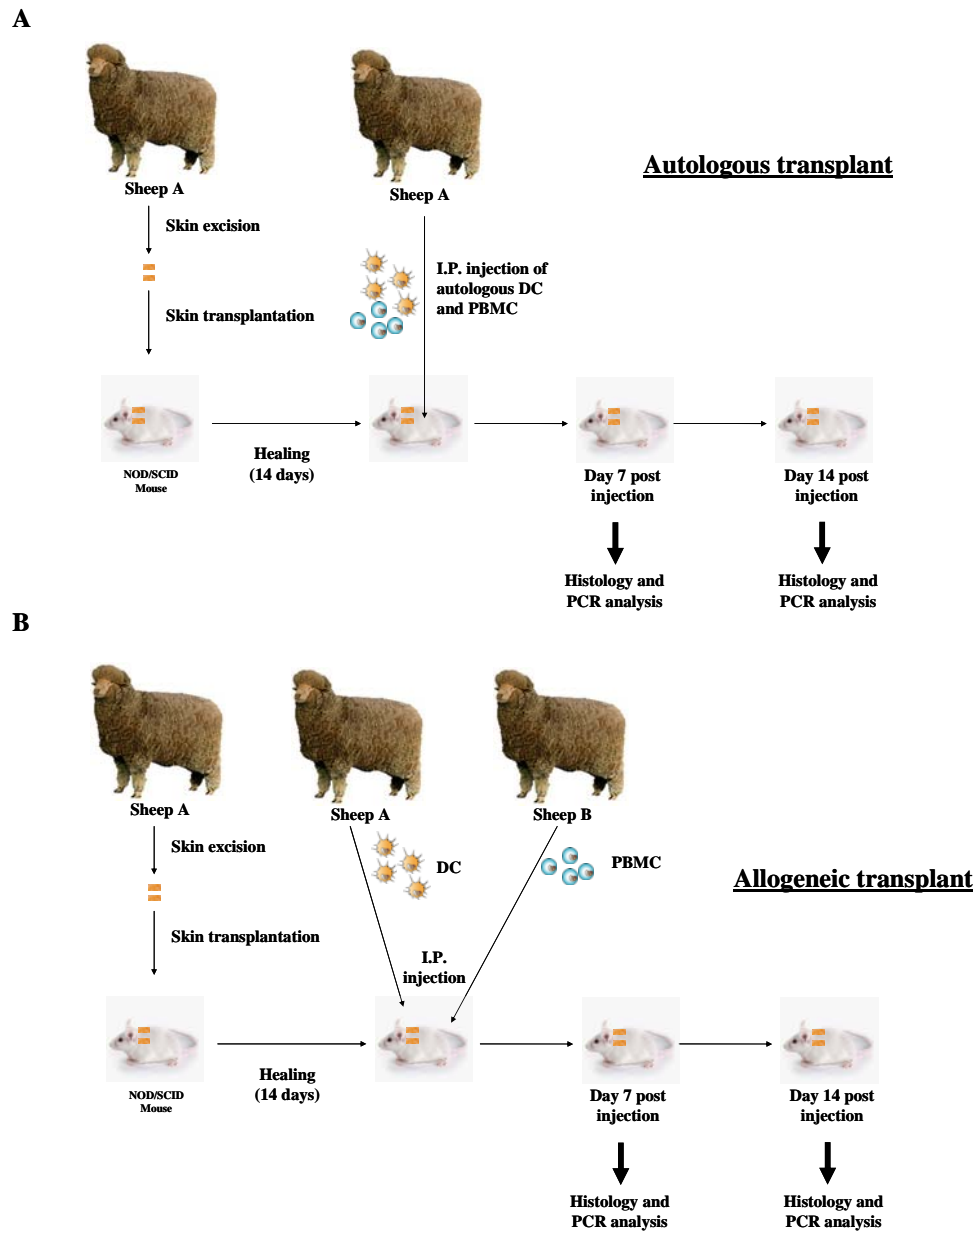 A
Autologous transplant
Sheep A
Sheep A
Skin excision
I.P. injection of
autologous DC
and PBMC
Skin transplantation
NOD/SCID
Mouse
Healing
(14 days)
Day 7 post
injection
Day 14 post
injection
Histology and
PCR analysis
Histology and
PCR analysis
B
Sheep A
Sheep A
Sheep B
Skin excision
DC
PBMC
Allogeneic transplant
Skin transplantation
I.P.
injection
NOD/SCID
Mouse
Healing
(14 days)
Day 7 post
injection
Day 14 post
injection
Histology and
PCR analysis
Histology and
PCR analysis